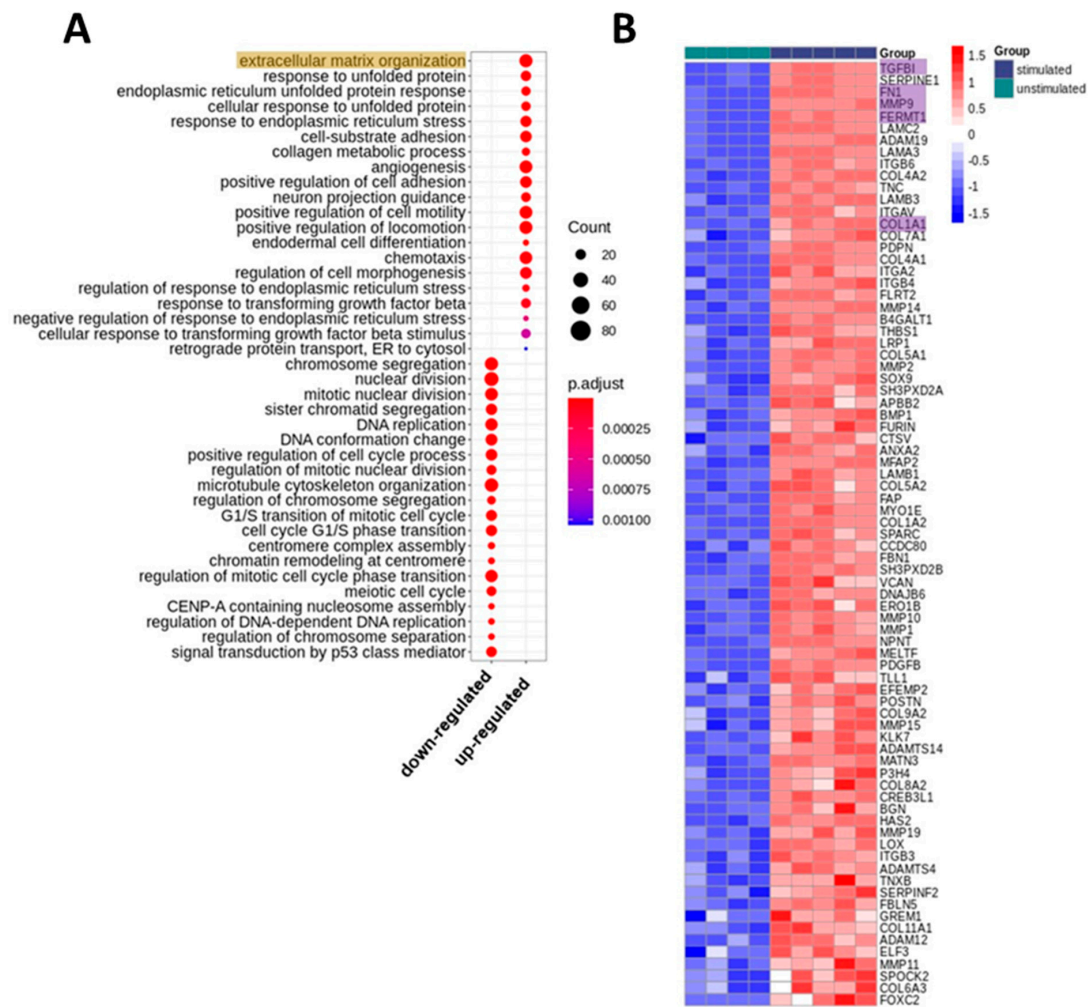 A
extracellular matrix organization
response to unfolded protein
endoplasmic reticulum unfolded protein response
cellular response to unfolded protein
response to endoplasmic reticulum stress
cell-substrate adhesion
collagen metabolic process
angiogenesis
positive regulation of cell adhesion
neuron projection guidance
positive regulation of cell motility
positive regulation of locomotion
endodermal cell differentiation
chemotaxis
regulation of cell morphogenesis
regulation of response to endoplasmic reticulum stress
response to transforming growth factor beta
negative regulation of response to endoplasmic reticulum stress
cellular response to transforming growth factor beta stimulus
retrograde protein transport, ER to cytosol
chromosome segregation
nuclear division
mitotic nuclear division
sister chromatid segregation
DNA replication
DNA conformation change
positive regulation of cell cycle process
regulation of mitotic nuclear division
microtubule cytoskeleton organization
regulation of chromosome segregation
G1/S transition of mitotic cell cycle
cell cycle G1/S phase transition
centromere complex assembly
chromatin remodeling at centromere
regulation of mitotic cell cycle phase transition
meiotic cell cycle
CENP-A containing nucleosome assembly
regulation of DNA-dependent DNA replication
regulation of chromosome separation
signal transduction by p53 class mediator
down-regulated
up-regulated
Count
20
40
60
80
p.adjust
0.00025
0.00050
0.00075
0.00100
B
Group
TGFBI
SERPINE1
FN1
MMP9
FERMT1
LAMC2
ADAM19
LAMA3
ITGB6
COL4A2
TNC
LAMB3
ITGAV
COL1A1
COL7A1
PDPN
COL4A1
ITGA2
ITGB4
FLRT2
MMP14
B4GALT1
THBS1
LRP1
COL5A1
MMP2
SOX9
SH3PXD2A
APBB2
BMP1
FURIN
CTSV
ANXA2
MFAP2
LAMB1
COL5A2
FAP
MYO1E
COL1A2
SPARC
CCDC80
FBN1
SH3PXD2B
VCAN
DNAJB6
ERO1B
MMP10
MMP1
NPNT
MELTF
PDGFB
TLL1
EFEMP2
POSTN
COL9A2
MMP15
KLK7
ADAMTS14
MATN3
P3H4
COL8A2
CREB3L1
BGN
HAS2
MMP19
LOX
ITGB3
ADAMTS4
TNXB
SERPINF2
FBLN5
GREM1
COL11A1
ADAM12
ELF3
MMP11
SPOCK2
COL6A3
FOXC2
1.5
1
0.5
0
-0.5
-1
-1.5
Group
stimulated
unstimulated